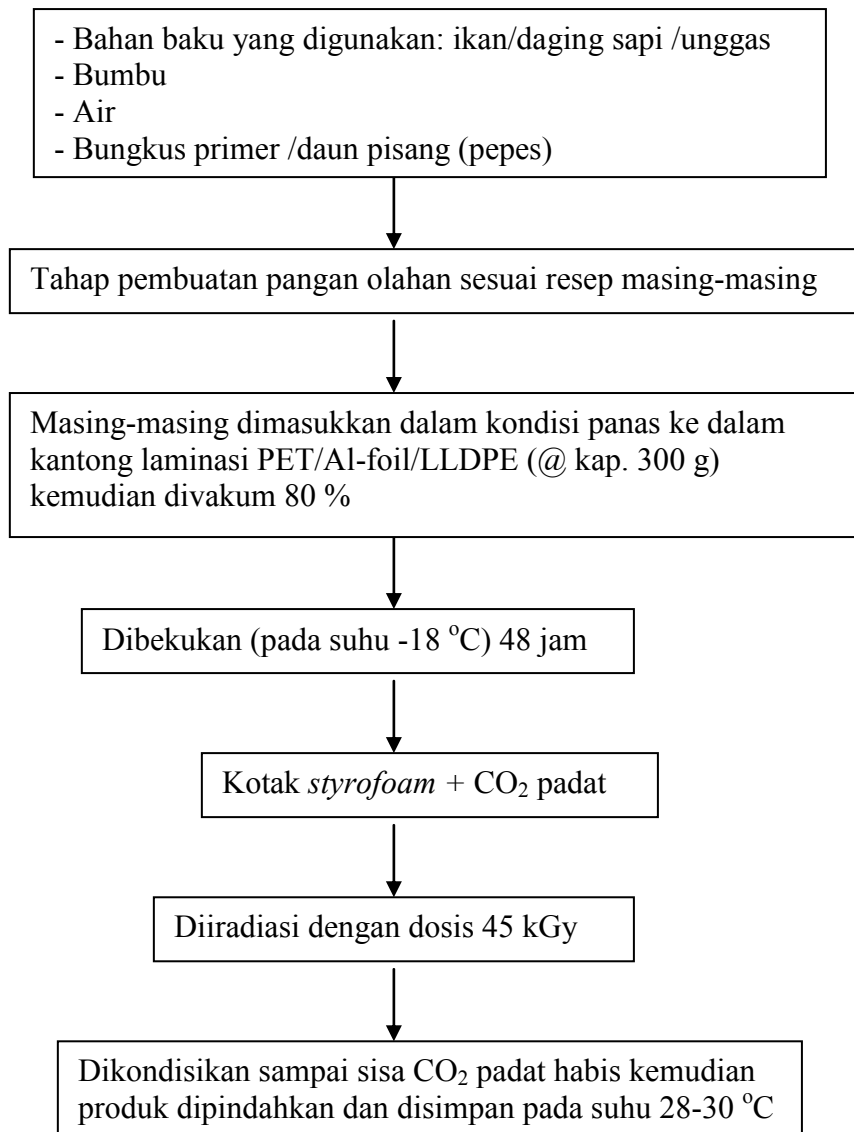 - Bahan baku yang digunakan: ikan/daging sapi /unggas
- Bumbu
- Air
- Bungkus primer /daun pisang (pepes)
Tahap pembuatan pangan olahan sesuai resep masing-masing
Masing-masing dimasukkan dalam kondisi panas ke dalam
kantong laminasi PET/Al-foil/LLDPE (@ kap. 300 g)
kemudian divakum 80 %
Dibekukan (pada suhu -18 °C) 48 jam
Kotak styrofoam + CO₂ padat
Diiradiasi dengan dosis 45 kGy
Dikondisikan sampai sisa CO₂ padat habis kemudian
produk dipindahkan dan disimpan pada suhu 28-30 °C